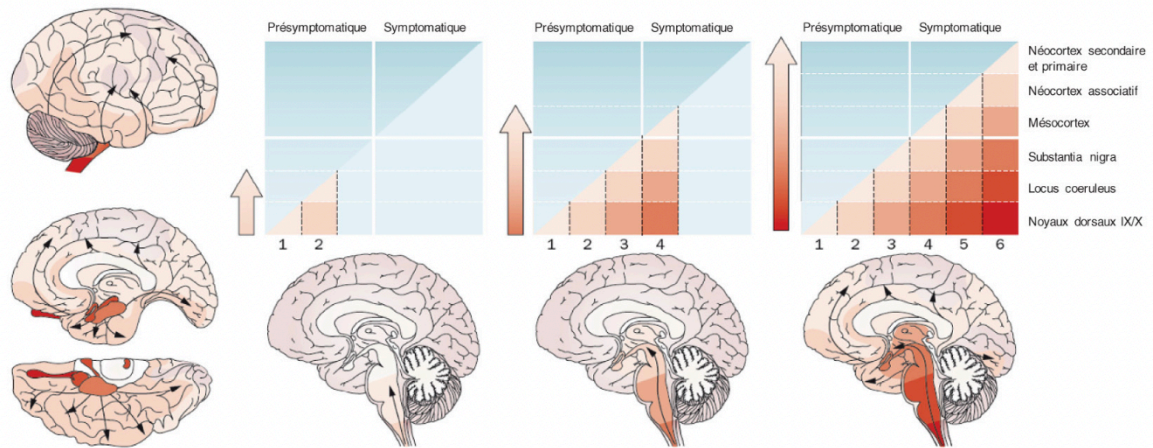 Présymptomatique Symptomatique
1 2
Présymptomatique Symptomatique
1 2 3 4
Présymptomatique Symptomatique
Néocortex secondaire
et primaire
Néocortex associatif
Mésocortex
Substantia nigra
Locus coeruleus
Noyaux dorsaux IX/X
1 2 3 4 5 6